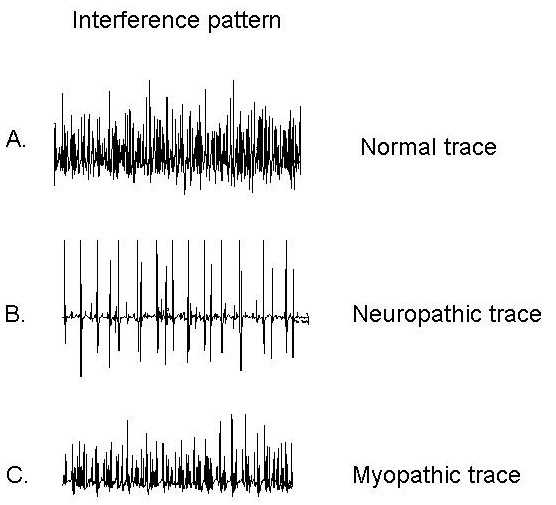 Interference pattern
A.
Normal trace
B.
Neuropathic trace
C.
Myopathic trace